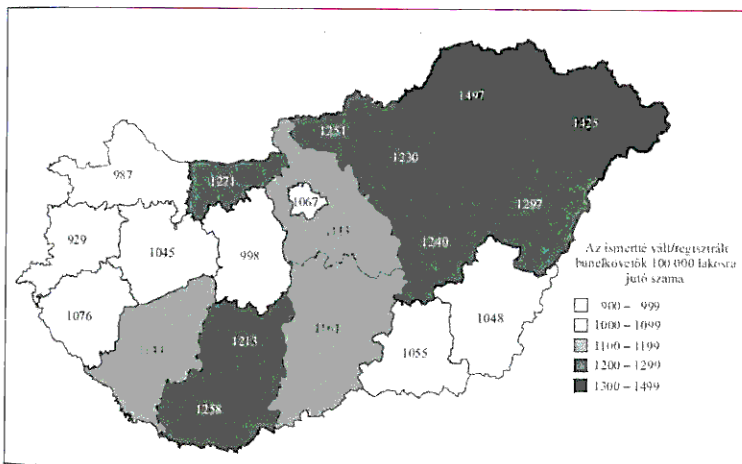 1497
1251
1425
1230
987
1271
1067
1297
929
1045
998
1240
1076
1048
1213
1055
1258
Az ismertté vált/regisztrált
bűnelkövetők 100 000 lakosra
jutó száma
900 – 999
1000 – 1099
1100 – 1199
1200 – 1299
1300 – 1499